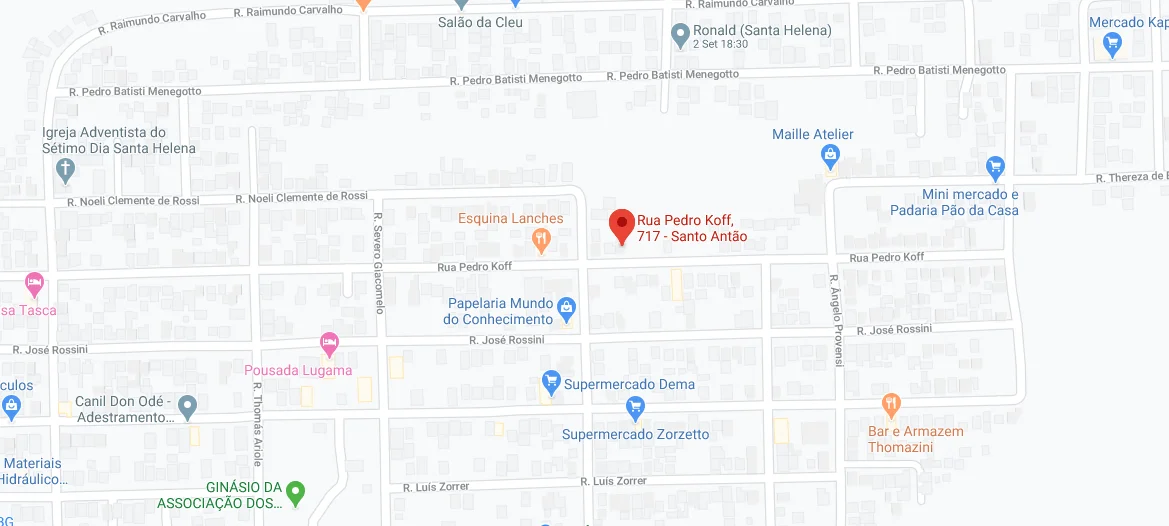 R. Raimundo Carvalho
R. Raimundo Carvalho
R. Raimundo Carvalho
Salão da Cleu
Ronald (Santa Helena)
2 Set 18:30
Mercado Kap
R. Pedro Batisti Menegotto
R. Pedro Batisti Menegotto
R. Pedro Batisti Menegotto
R. Pedro Batisti Menegotto
Igreja Adventista do
Sétimo Dia Santa Helena
Maille Atelier
R. Noeli Clemente de Rossi
R. Noeli Clemente de Rossi
Mini mercado e
Padaria Pão da Casa
R. Thereza de B
R. Severo Giacomelo
Esquina Lanches
Rua Pedro Koff,
717 - Santo Antão
Rua Pedro Koff
Rua Pedro Koff
sa Tasca
Papelaria Mundo
do Conhecimento
R. Ângelo Provensi
R. José Rossini
R. José Rossini
R. José Rossini
Pousada Lugama
culos
Canil Don Odé -
Adestramento...
R. Thomás Ariole
Supermercado Dema
Supermercado Zorzetto
Bar e Armazem
Thomazini
Materiais
Hidráulico...
GINÁSIO DA
ASSOCIAÇÃO DOS...
R. Luís Zorrer
R. Luís Zorrer
BG